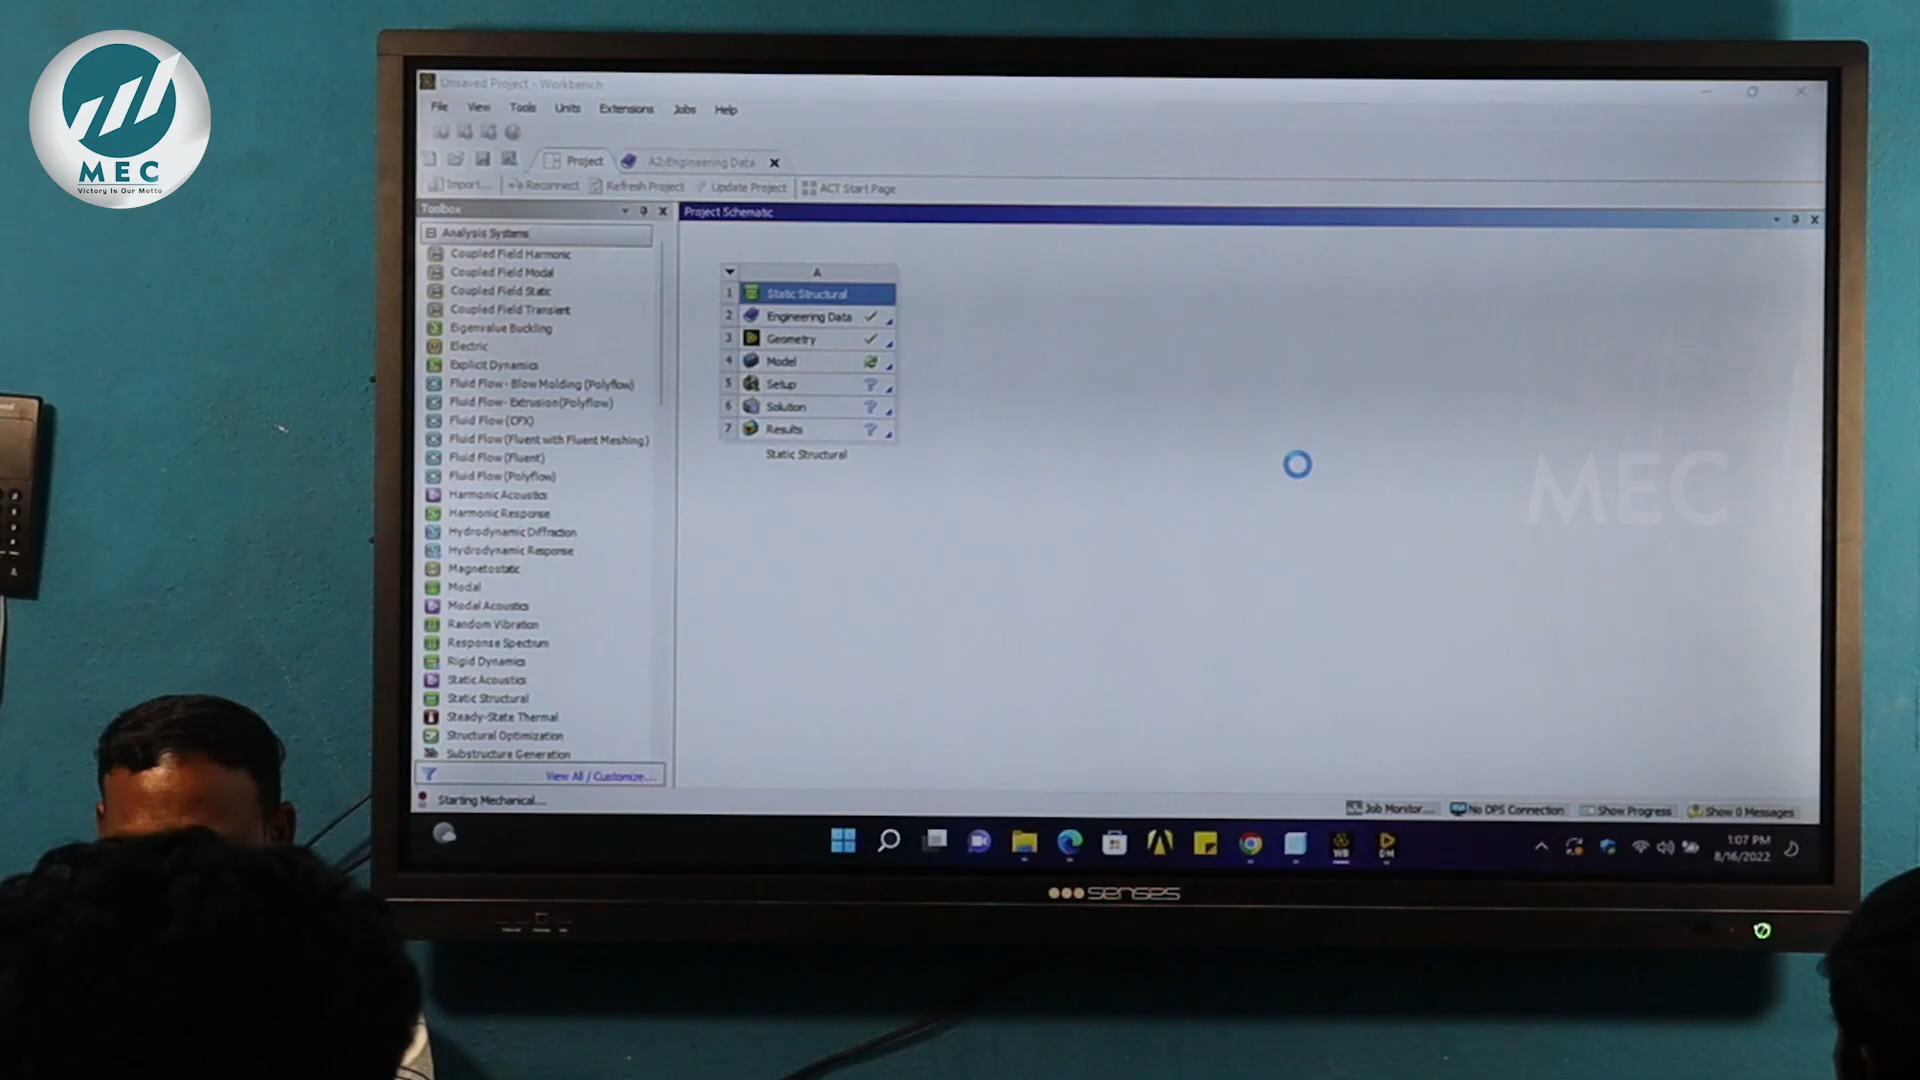 MEC
Victory Is Our Motto
Unsaved Project - Workbench
File View Tools Units Extensions Jobs Help
Project A2:Engineering Data
Import... Reconnect Refresh Project Update Project ACT Start Page
Toolbox
Project Schematic
Analysis Systems
Coupled Field Harmonic
Coupled Field Modal
Coupled Field Static
Coupled Field Transient
Eigenvalue Buckling
Electric
Explicit Dynamics
Fluid Flow - Blow Molding (Polyflow)
Fluid Flow- Extrusion(Polyflow)
Fluid Flow (CFX)
Fluid Flow (Fluent with Fluent Meshing)
Fluid Flow (Fluent)
Fluid Flow (Polyflow)
Harmonic Acoustics
Harmonic Response
Hydrodynamic Diffraction
Hydrodynamic Response
Magnetostatic
Modal
Modal Acoustics
Random Vibration
Response Spectrum
Rigid Dynamics
Static Acoustics
Static Structural
Steady-State Thermal
Structural Optimization
Substructure Generation
View All / Customize...
A
1 Static Structural
2 Engineering Data
3 Geometry
4 Model
5 Setup
6 Solution
7 Results
Static Structural
MEC
Starting Mechanical...
Job Monitor... No DPS Connection Show Progress Show 0 Messages
WB
DM
1:07 PM
8/16/2022
senses